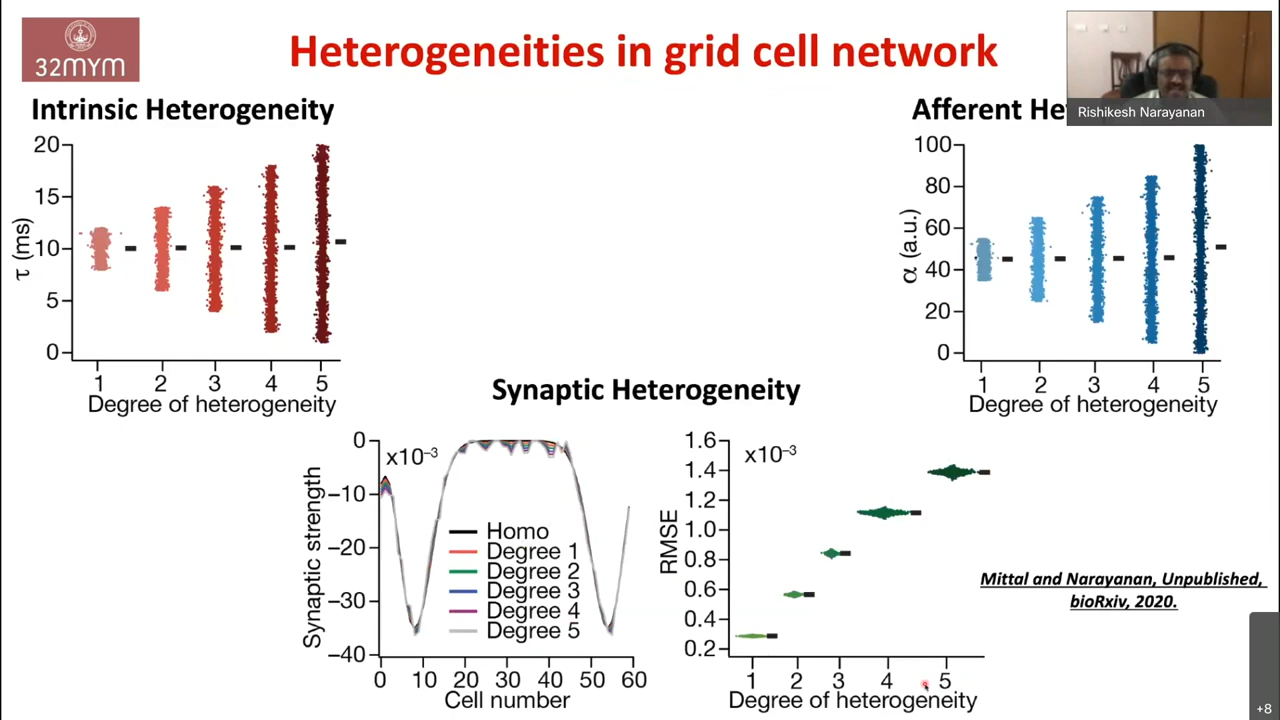 32MYM
Heterogeneities in grid cell network
Rishikesh Narayanan
Intrinsic Heterogeneity
20
15
10
5
0
τ (ms)
1 2 3 4 5
Degree of heterogeneity
Afferent He
100
80
60
40
20
0
α (a.u.)
1 2 3 4 5
Degree of heterogeneity
Synaptic Heterogeneity
0
−10
−20
−30
−40
Synaptic strength
x10⁻³
Homo
Degree 1
Degree 2
Degree 3
Degree 4
Degree 5
0 10 20 30 40 50 60
Cell number
1.6
1.4
1.2
1.0
0.8
0.6
0.4
0.2
RMSE
x10⁻³
1 2 3 4 5
Degree of heterogeneity
Mittal and Narayanan, Unpublished,
bioRxiv, 2020.
+8